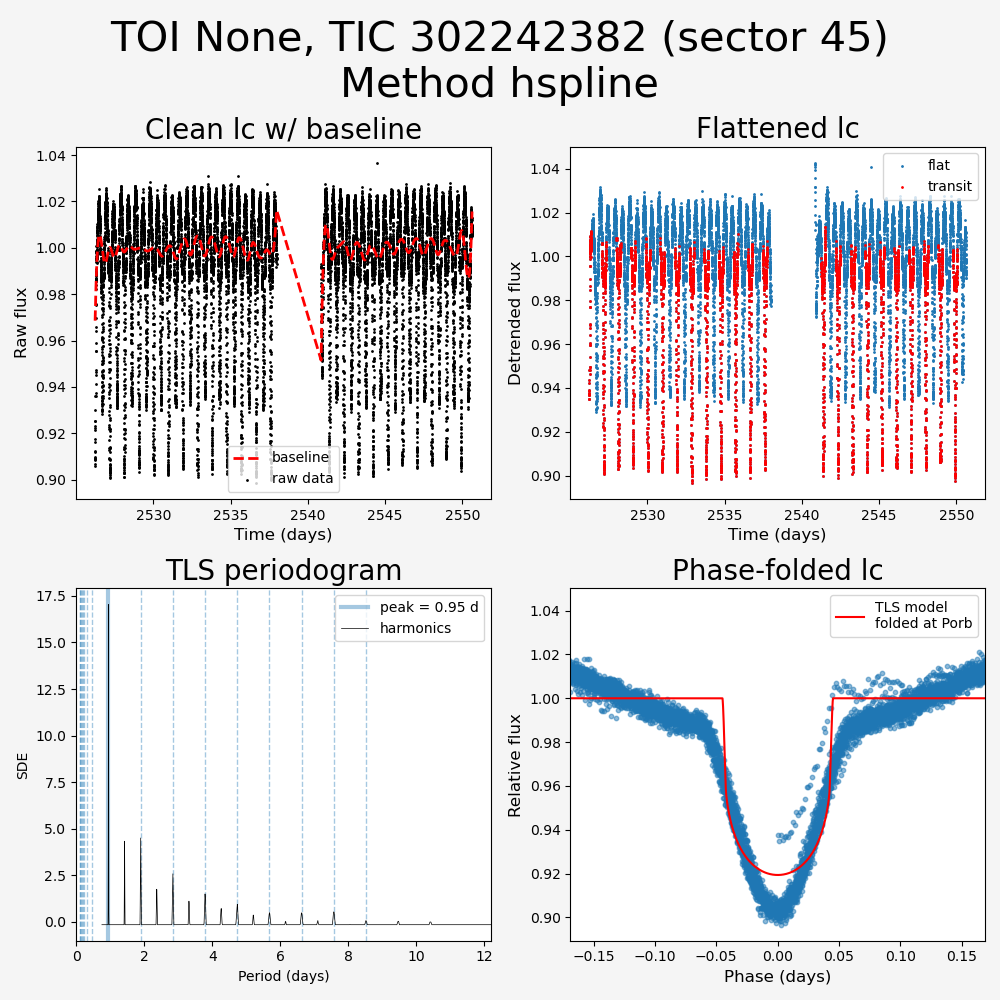 TOI None, TIC 302242382 (sector 45)
Method hspline
Clean lc w/ baseline
Flattened lc
1.04
1.02
1.00
0.98
0.96
0.94
0.92
0.90
Raw flux
baseline
raw data
2530
2535
2540
2545
2550
Time (days)
1.04
1.02
1.00
0.98
0.96
0.94
0.92
0.90
Detrended flux
flat
transit
2530
2535
2540
2545
2550
Time (days)
TLS periodogram
Phase-folded lc
17.5
15.0
12.5
10.0
7.5
5.0
2.5
0.0
SDE
peak = 0.95 d
harmonics
0
2
4
6
8
10
12
Period (days)
1.04
1.02
1.00
0.98
0.96
0.94
0.92
0.90
Relative flux
TLS model
folded at Porb
−0.15
−0.10
−0.05
0.00
0.05
0.10
0.15
Phase (days)